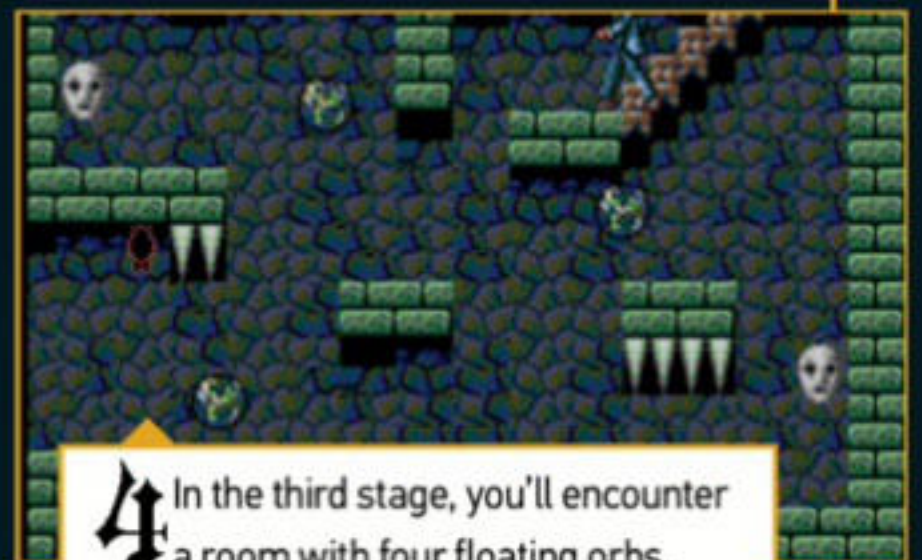 4 In the third stage, you'll encounter
a room with four floating orbs